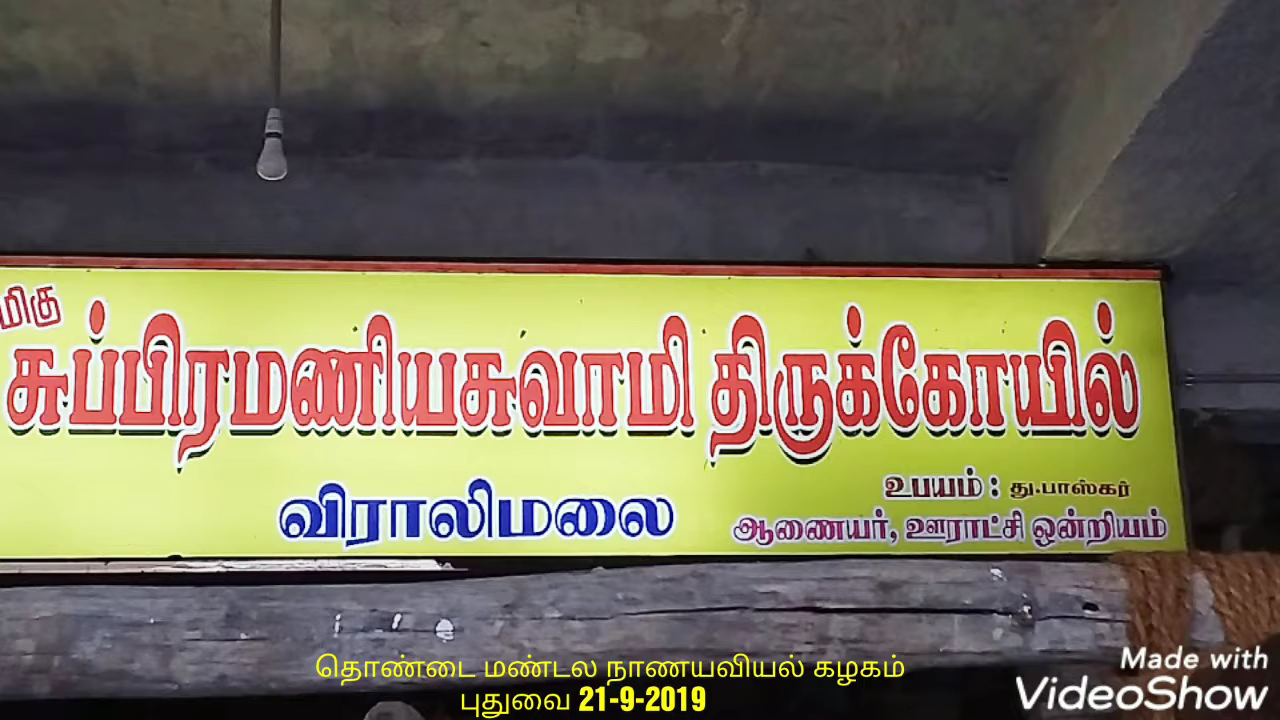 மிகு
சுப்பிரமணியசுவாமி திருக்கோயில்
விராலிமலை
உபயம் : து.பாஸ்கர்
ஆணையர், ஊராட்சி ஒன்றியம்
தொண்டை மண்டல நாணயவியல் கழகம்
புதுவை 21-9-2019
Made with
VideoShow